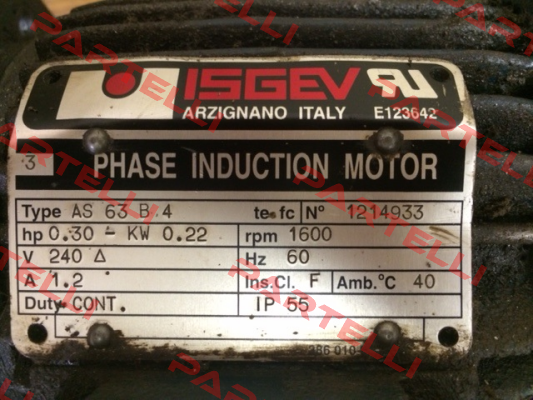 ISGEV RU
ARZIGNANO ITALY E123642
3 PHASE INDUCTION MOTOR
Type AS 63 B 4 te-fc N° 1214933
hp 0.30 - KW 0.22 rpm 1600
V 240 Δ Hz 60
A 1.2 Ins.Cl. F Amb.°C 40
Duty CONT. IP 55
PARTELLI
PARTELLI
PARTELLI
PARTELLI
PARTELLI